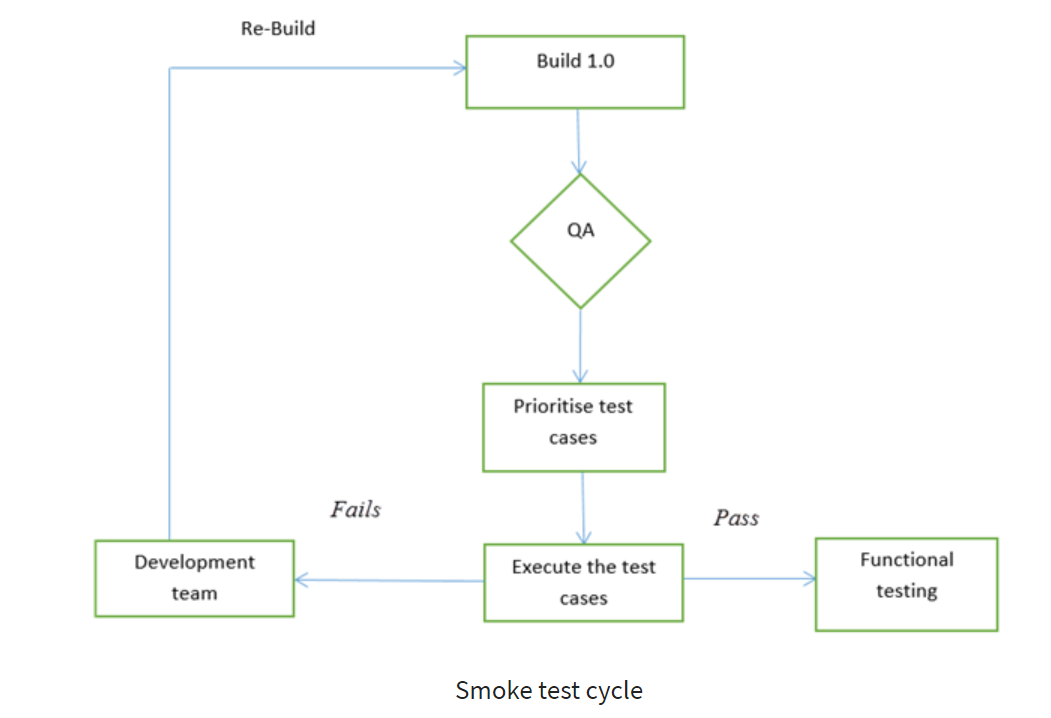 Re-Build
Build 1.0
QA
Prioritise test
cases
Fails
Pass
Development
team
Execute the test
cases
Functional
testing
Smoke test cycle